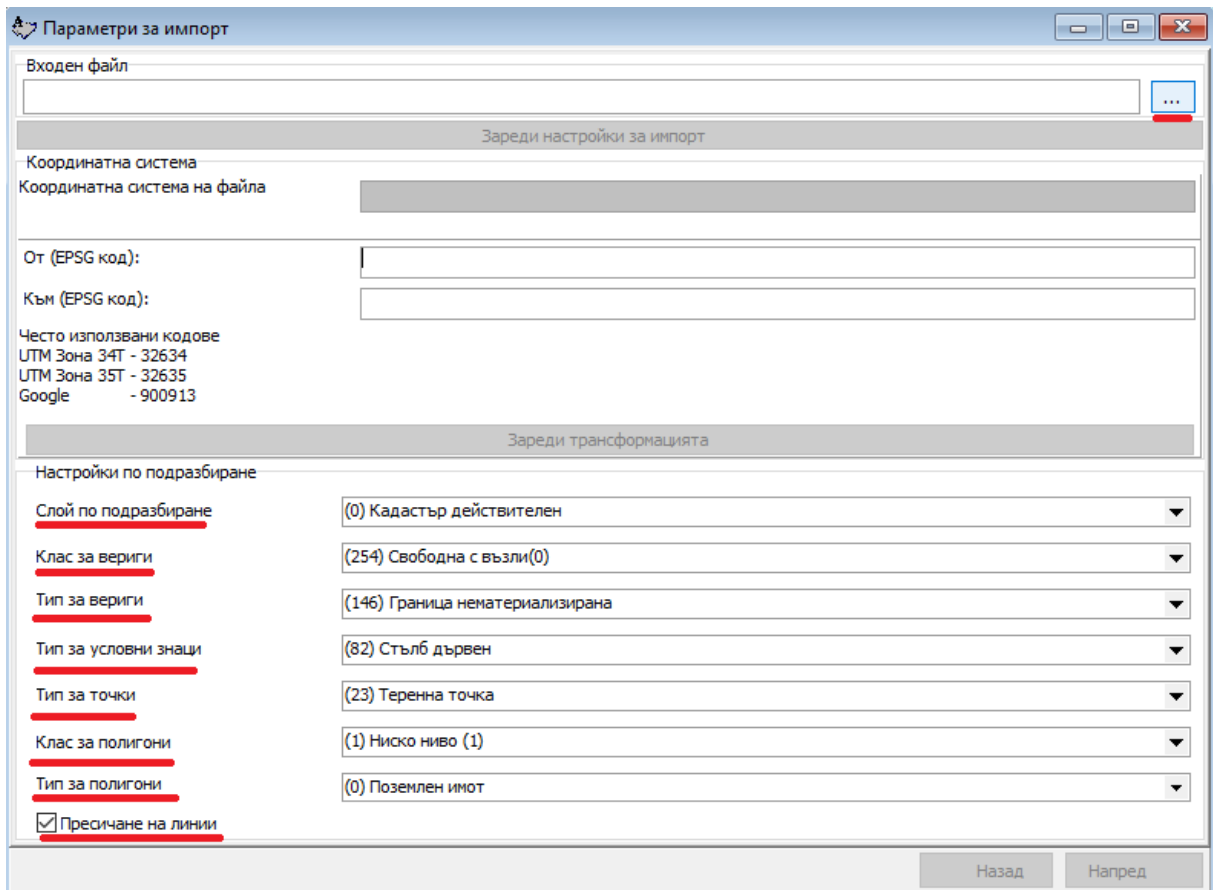 Параметри за импорт
Входен файл
...
Зареди настройки за импорт
Координатна система
Координатна система на файла
От (EPSG код):
Към (EPSG код):
Често използвани кодове
UTM Зона 34T - 32634
UTM Зона 35T - 32635
Google - 900913
Зареди трансформацията
Настройки по подразбиране
Слой по подразбиране (0) Кадастър действителен
Клас за вериги (254) Свободна с възли(0)
Тип за вериги (146) Граница нематериализирана
Тип за условни знаци (82) Стълб дървен
Тип за точки (23) Теренна точка
Клас за полигони (1) Ниско ниво (1)
Тип за полигони (0) Поземлен имот
Пресичане на линии
Назад Напред